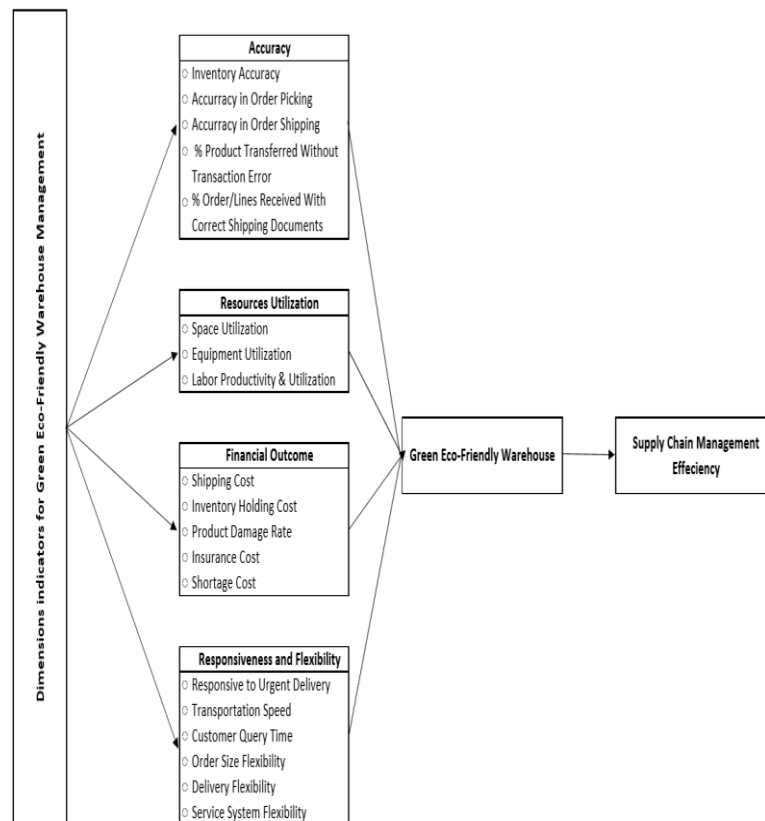 Dimensions indicators for Green Eco-Friendly Warehouse Management
Accuracy
Inventory Accuracy
Accurracy in Order Picking
Accurracy in Order Shipping
% Product Transferred Without
Transaction Error
% Order/Lines Received With
Correct Shipping Documents
Resources Utilization
Space Utilization
Equipment Utilization
Labor Productivity & Utilization
Financial Outcome
Shipping Cost
Inventory Holding Cost
Product Damage Rate
Insurance Cost
Shortage Cost
Responsiveness and Flexibility
Responsive to Urgent Delivery
Transportation Speed
Customer Query Time
Order Size Flexibility
Delivery Flexibility
Service System Flexibility
Green Eco-Friendly Warehouse
Supply Chain Management
Effeciency